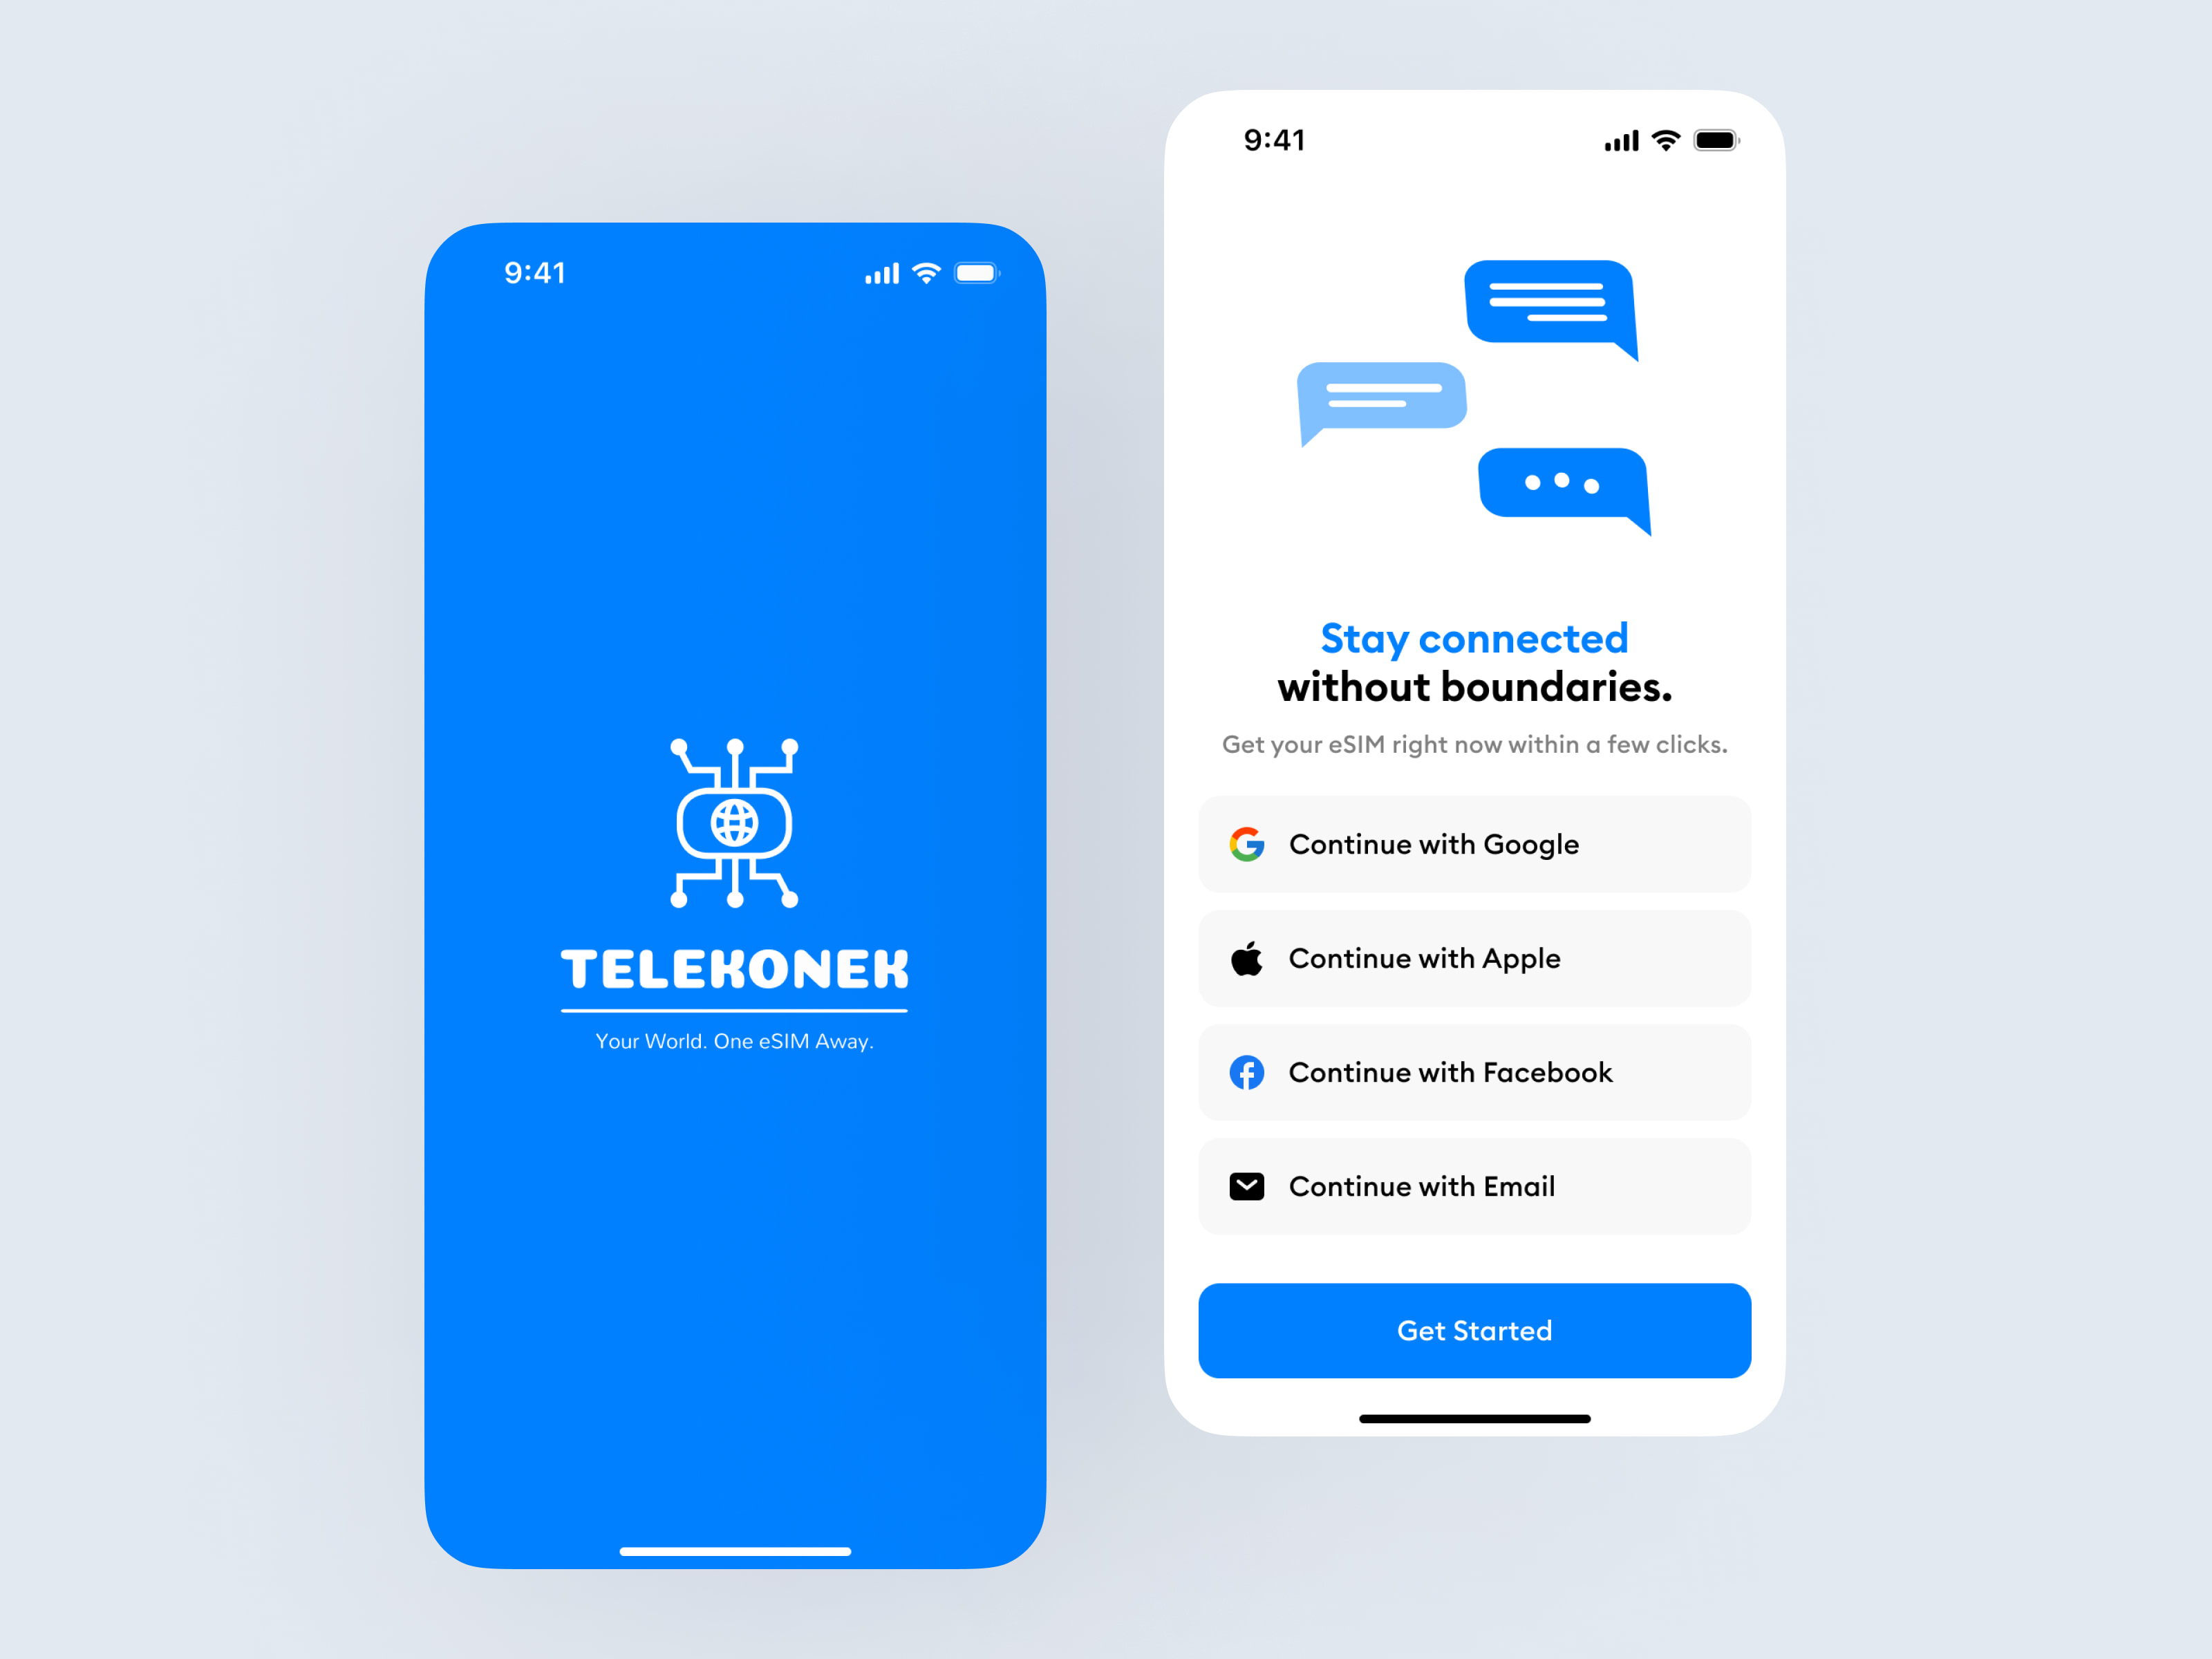 9:41
TELEKONEK
Your World. One eSIM Away.
9:41
Stay connected
without boundaries.
Get your eSIM right now within a few clicks.
Continue with Google
Continue with Apple
Continue with Facebook
Continue with Email
Get Started